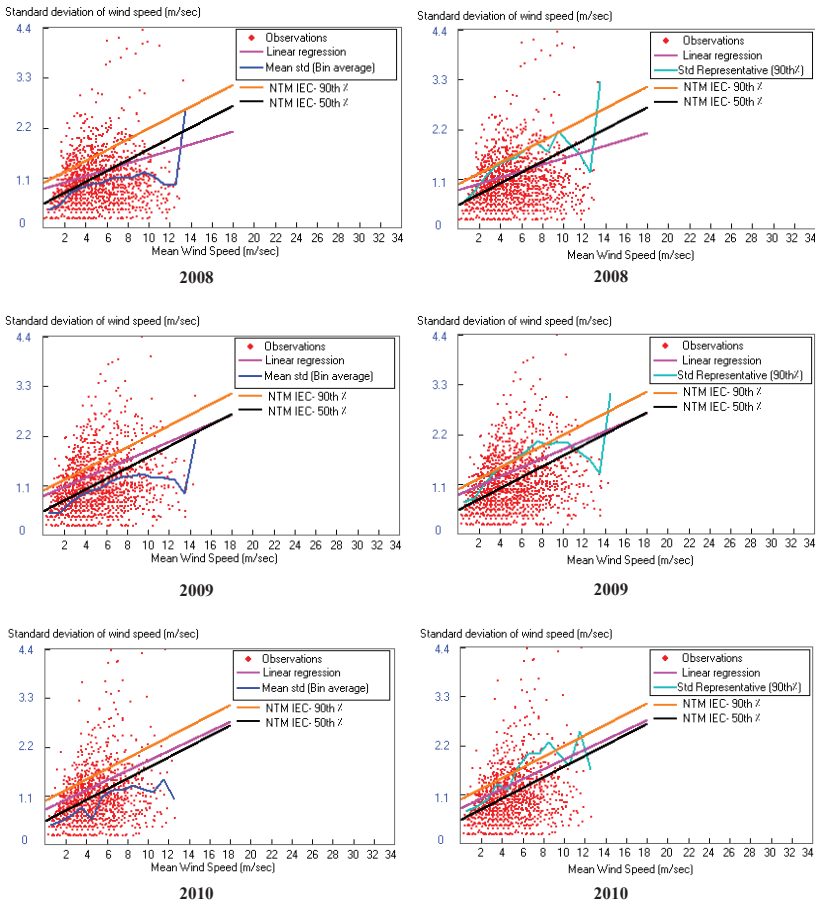 Standard deviation of wind speed (m/sec)
4.4
3.3
2.2
1.1
0
Observations
Linear regression
Mean std (Bin average)
NTM IEC- 90th %
NTM IEC- 50th %
2 4 6 8 10 12 14 16 18 20 22 24 26 28 30 32 34
Mean Wind Speed (m/sec)
2008
Standard deviation of wind speed (m/sec)
4.4
3.3
2.2
1.1
0
Observations
Linear regression
Std Representative (90th%)
NTM IEC- 90th %
NTM IEC- 50th %
2 4 6 8 10 12 14 16 18 20 22 24 26 28 30 32 34
Mean Wind Speed (m/sec)
2008
Standard deviation of wind speed (m/sec)
4.4
3.3
2.2
1.1
0
Observations
Linear regression
Mean std (Bin average)
NTM IEC- 90th %
NTM IEC- 50th %
2 4 6 8 10 12 14 16 18 20 22 24 26 28 30 32 34
Mean Wind Speed (m/sec)
2009
Standard deviation of wind speed (m/sec)
4.4
3.3
2.2
1.1
0
Observations
Linear regression
Std Representative (90th%)
NTM IEC- 90th %
NTM IEC- 50th %
2 4 6 8 10 12 14 16 18 20 22 24 26 28 30 32 34
Mean Wind Speed (m/sec)
2009
Standard deviation of wind speed (m/sec)
4.4
3.3
2.2
1.1
0
Observations
Linear regression
Mean std (Bin average)
NTM IEC- 90th %
NTM IEC- 50th %
2 4 6 8 10 12 14 16 18 20 22 24 26 28 30 32 34
Mean Wind Speed (m/sec)
2010
Standard deviation of wind speed (m/sec)
4.4
3.3
2.2
1.1
0
Observations
Linear regression
Std Representative (90th%)
NTM IEC- 90th %
NTM IEC- 50th %
2 4 6 8 10 12 14 16 18 20 22 24 26 28 30 32 34
Mean Wind Speed (m/sec)
2010